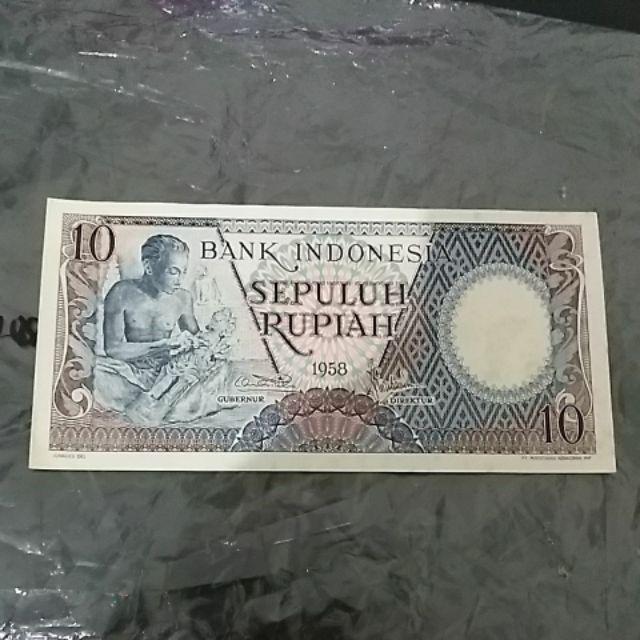 10
BANK INDONESIA
SEPULUH
RUPIAH
1958
GUBERNUR
DIREKTUR
10